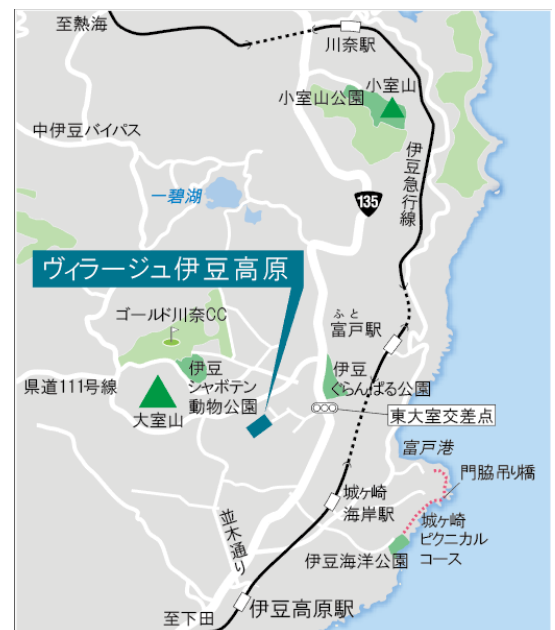 至熱海
川奈駅
小室山
小室山公園
中伊豆バイパス
伊豆急行線
一碧湖
135
ヴィラージュ伊豆高原
ゴールド川奈CC
ふと
富戸駅
伊豆
シャボテン
動物公園
伊豆
ぐらんぱる公園
県道111号線
大室山
東大室交差点
富戸港
門脇吊り橋
城ヶ崎
海岸駅
城ヶ崎
ピクニカル
コース
並木通り
伊豆海洋公園
伊豆高原駅
至下田